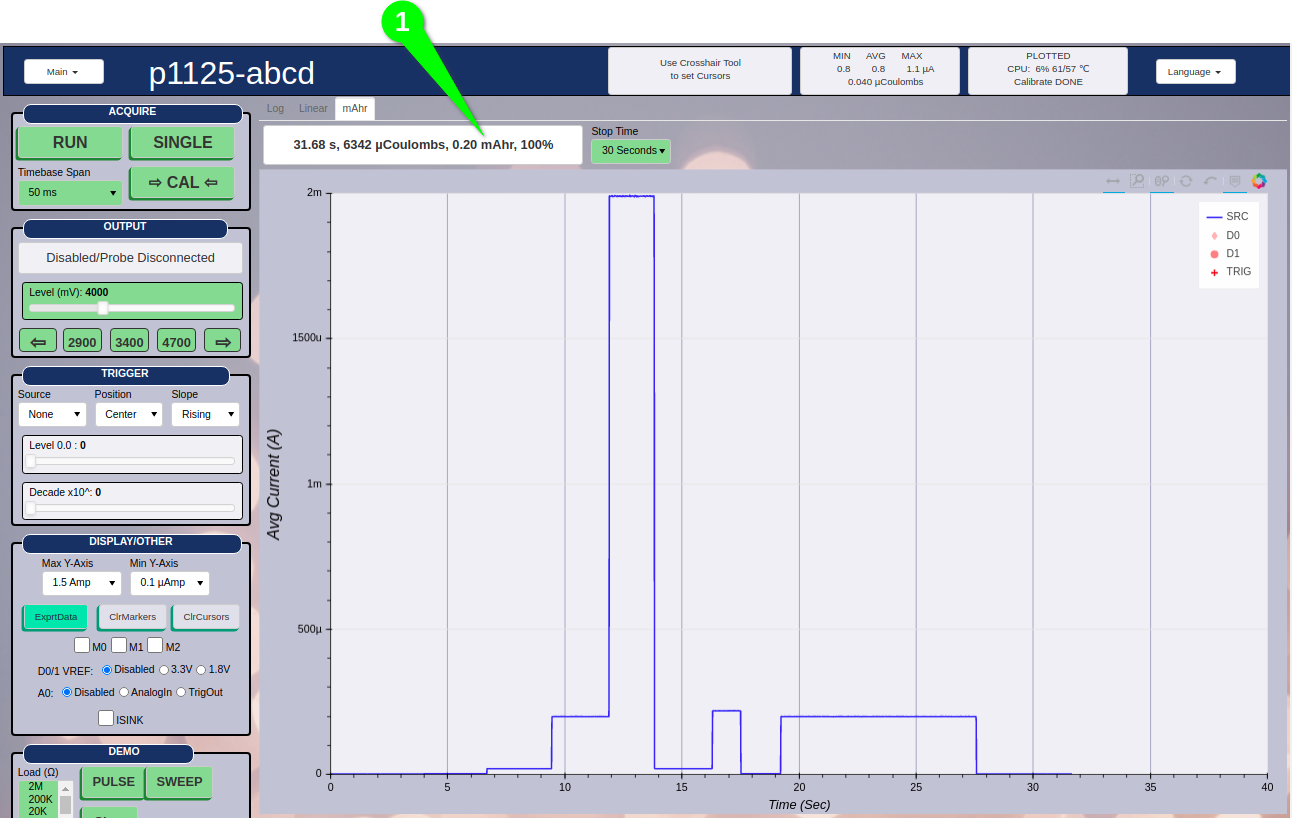 1
Main
p1125-abcd
Use Crosshair Tool
to set Cursors
MIN AVG MAX
0.8 0.8 1.1 µA
0.040 µCoulombs
PLOTTED
CPU: 6% 61/57 ℃
Calibrate DONE
Language
ACQUIRE
RUN
SINGLE
Timebase Span
50 ms
⇨ CAL ⇦
OUTPUT
Disabled/Probe Disconnected
Level (mV): 4000
⇦ 2900 3400 4700 ⇨
TRIGGER
Source Position Slope
None Center Rising
Level 0.0 : 0
Decade x10^: 0
DISPLAY/OTHER
Max Y-Axis Min Y-Axis
1.5 Amp 0.1 µAmp
ExprtData ClrMarkers ClrCursors
M0 M1 M2
D0/1 VREF: Disabled 3.3V 1.8V
A0: Disabled AnalogIn TrigOut
ISINK
DEMO
Load (Ω)
2M
200K
20K
PULSE SWEEP
Log Linear mAhr
31.68 s, 6342 µCoulombs, 0.20 mAhr, 100%
Stop Time
30 Seconds
SRC
D0
D1
TRIG
2m
1500µ
1m
500µ
0
Avg Current (A)
0 5 10 15 20 25 30 35 40
Time (Sec)